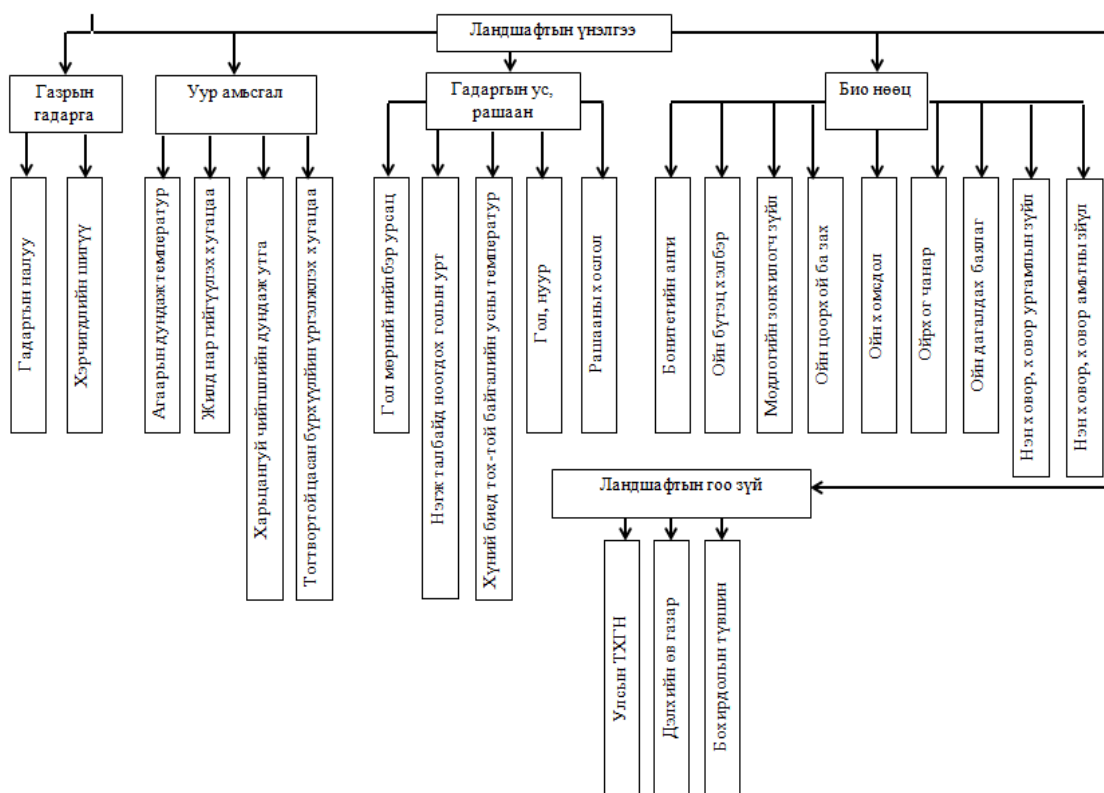 Ландшафтын үнэлгээ
Газрын
гадарга
Уур амьсгал
Гадаргын ус,
рашаан
Био нөөц
Гадаргын налуу
Хэрчигдлийн шигүү
Агаарын дундаж температур
Жилд нар гийгүүлэх хугацаа
Харьцангуй чийгшлийн дундаж утга
Тогтвортой цасан бүрхүүлийн үргэлжлэх хугацаа
Гол мөрний нийлбэр урсац
Нэгж талбайд ноогдох голын урт
Хүний биед тох-той байгалийн усны температур
Гол, нуур
Рашааны хошлол
Бонитетийн анги
Ойн бүтэц хэлбэр
Модлогийн зонхилогч зүйл
Ойн цоорхой ба зах
Ойн хомсдол
Ойрхог чанар
Ойн дагалдах баялаг
Нэн ховор, ховор ургамлын зүйл
Нэн ховор, ховор амьтны зйүл
Ландшафтын гоо зүй
Улсын ТХГН
Дэлхийн өв газар
Бохирдолын түвшин